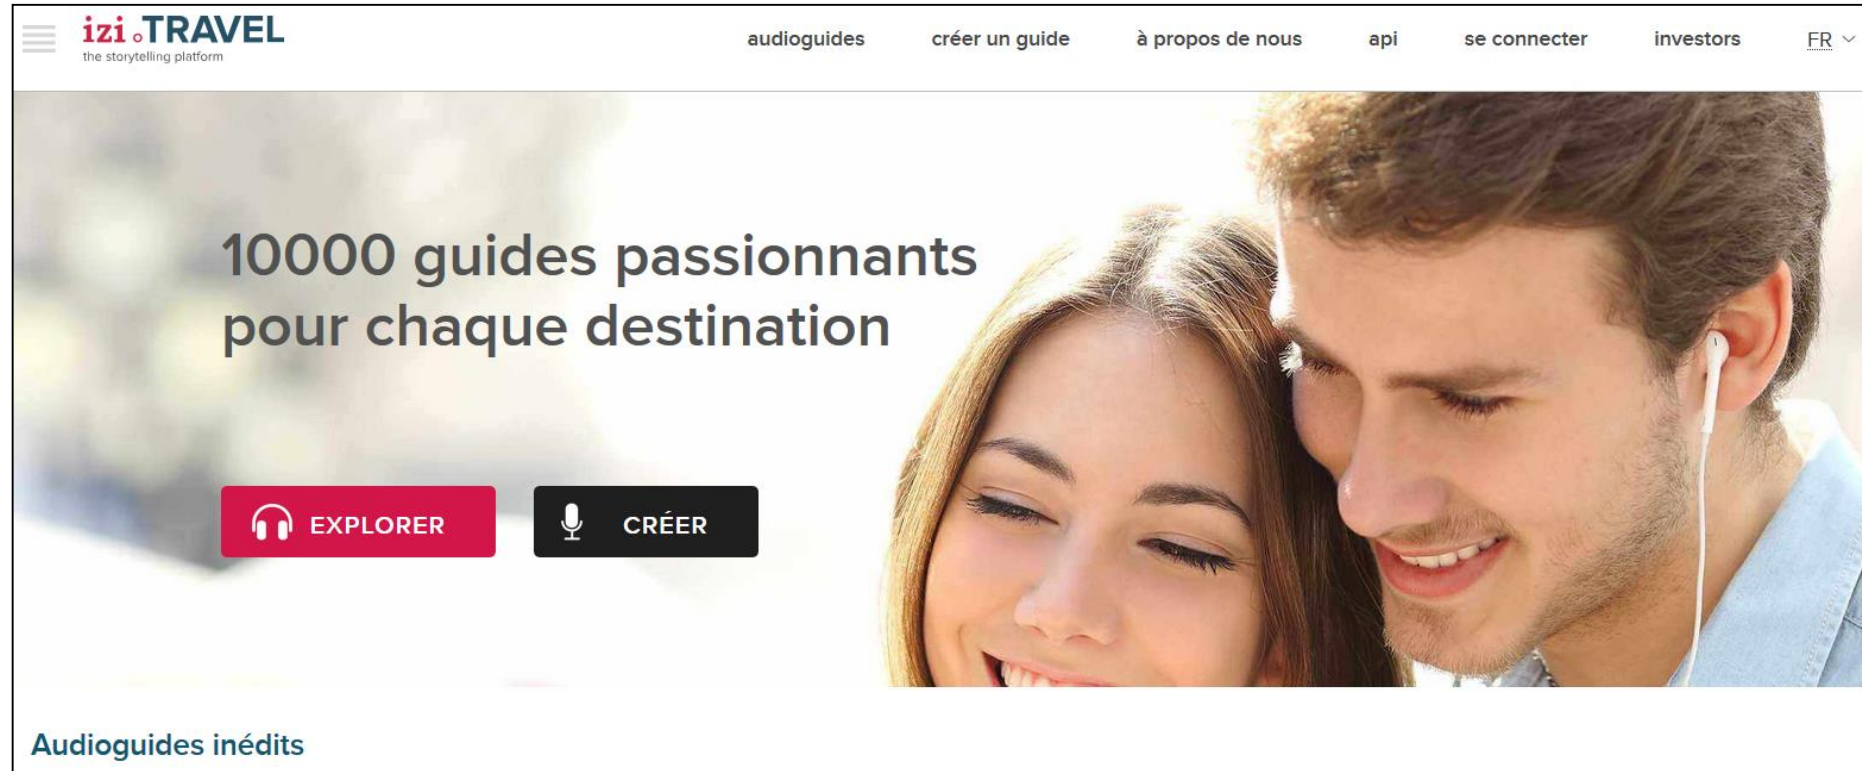 izi.TRAVEL
the storytelling platform
audioguides créer un guide à propos de nous api se connecter investors FR
10000 guides passionnants
pour chaque destination
EXPLORER CRÉER
Audioguides inédits